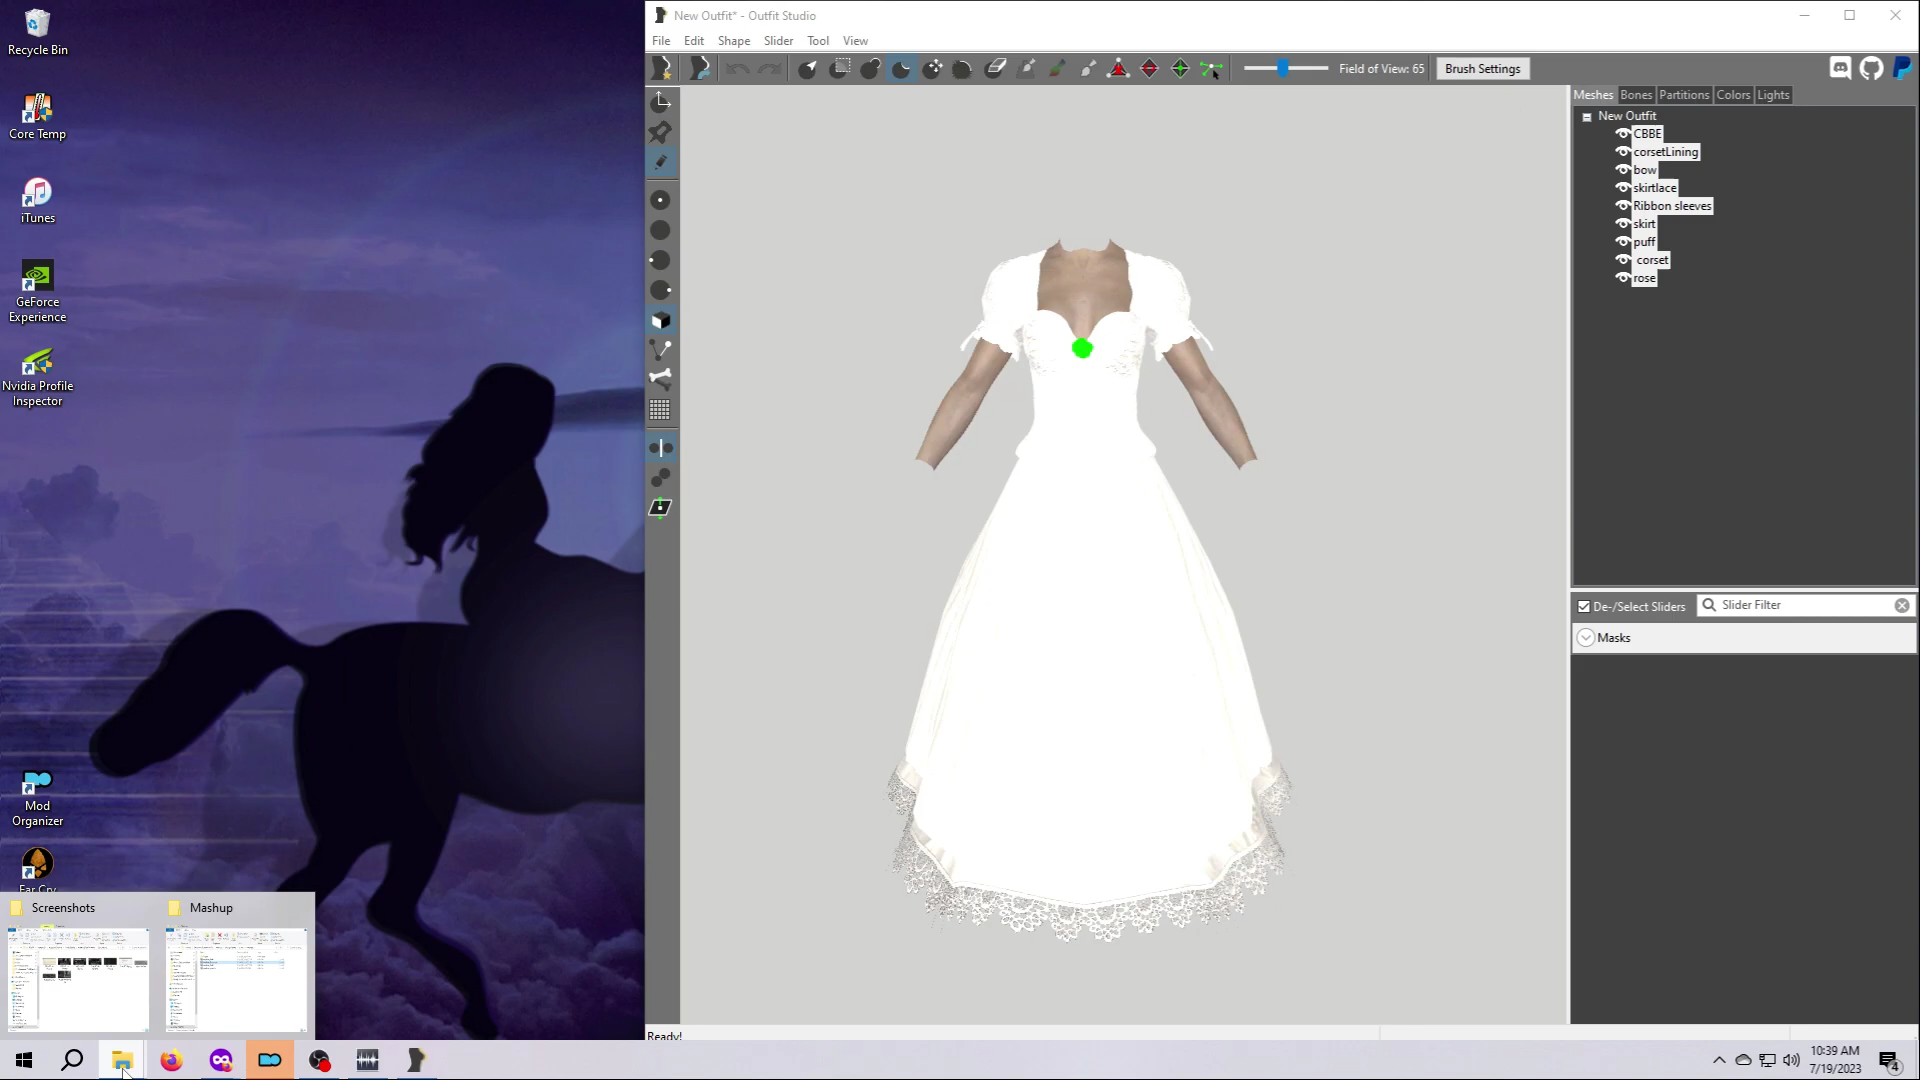 Recycle Bin
Core Temp
iTunes
GeForce
Experience
Nvidia Profile
Inspector
Mod
Organizer
Far Cry
Screenshots
Mashup
New Outfit* - Outfit Studio
File Edit Shape Slider Tool View
Field of View: 65 Brush Settings
Meshes Bones Partitions Colors Lights
New Outfit
CBBE
corsetLining
bow
skirtlace
Ribbon sleeves
skirt
puff
corset
rose
De-/Select Sliders Slider Filter
Masks
Ready!
10:39 AM
7/19/2023
4